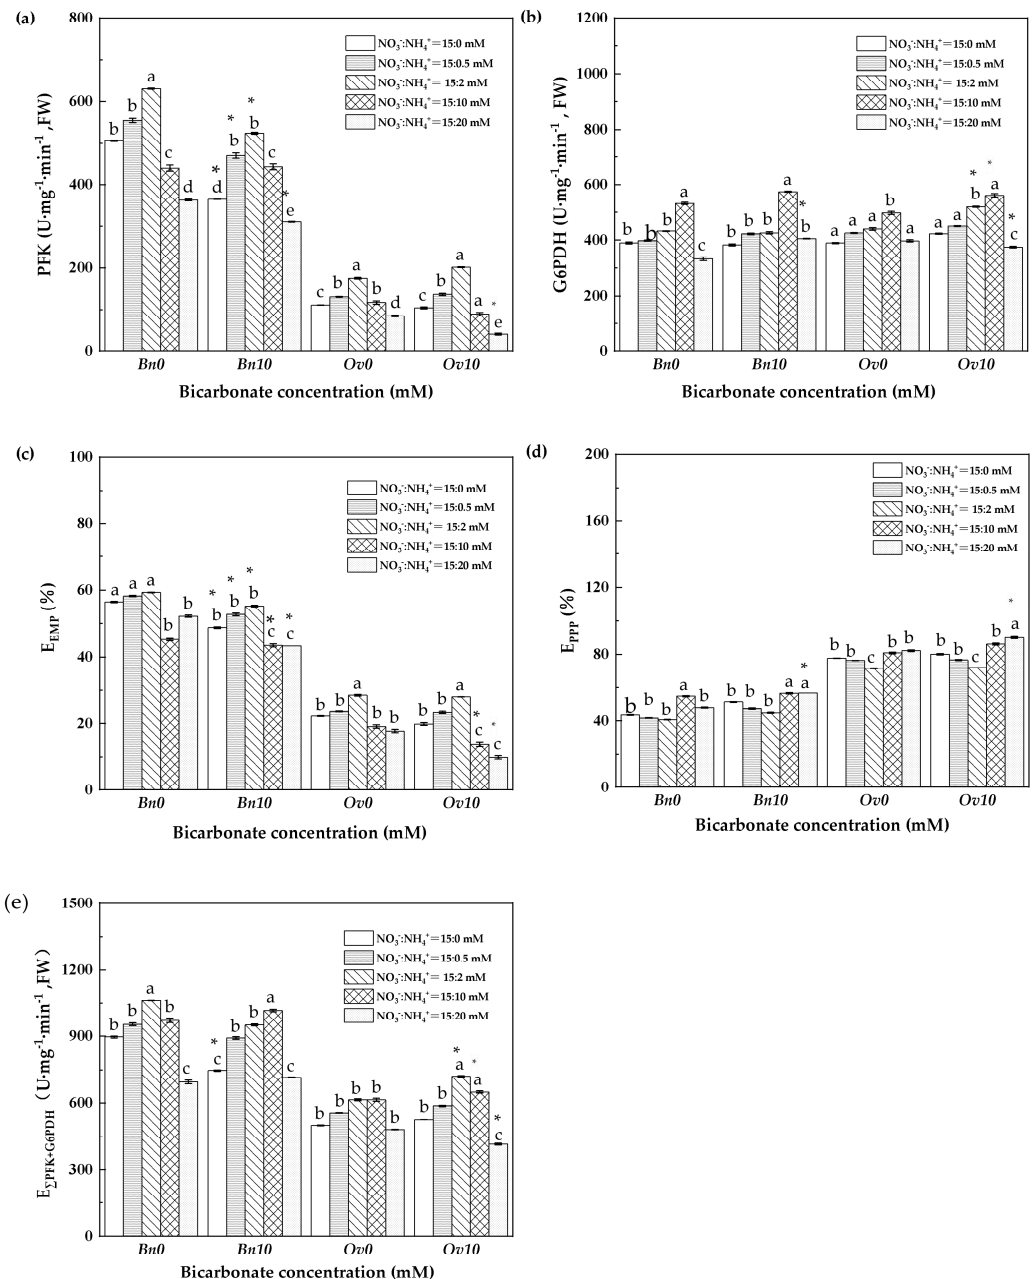 (a)
800
600
400
200
0
PFK (U·mg⁻¹·min⁻¹ ,FW)
NO₃⁻:NH₄⁺=15:0 mM
NO₃⁻:NH₄⁺=15:0.5 mM
NO₃⁻:NH₄⁺= 15:2 mM
NO₃⁻:NH₄⁺=15:10 mM
NO₃⁻:NH₄⁺=15:20 mM
b b a c d
* * * *
d b b c e
c b a b d
*
c b a a e
Bn0 Bn10 Ov0 Ov10
Bicarbonate concentration (mM)
(b)
1200
1000
800
600
400
200
0
G6PDH (U·mg⁻¹·min⁻¹, FW)
NO₃⁻:NH₄⁺=15:0 mM
NO₃⁻:NH₄⁺=15:0.5 mM
NO₃⁻:NH₄⁺= 15:2 mM
NO₃⁻:NH₄⁺=15:10 mM
NO₃⁻:NH₄⁺=15:20 mM
b b b a c
*
b b b a b
a a a b a
* * *
a a b a c
Bn0 Bn10 Ov0 Ov10
Bicarbonate concentration (mM)
(c)
100
80
60
40
20
0
E_EMP (%)
NO₃⁻:NH₄⁺=15:0 mM
NO₃⁻:NH₄⁺=15:0.5 mM
NO₃⁻:NH₄⁺= 15:2 mM
NO₃⁻:NH₄⁺=15:10 mM
NO₃⁻:NH₄⁺=15:20 mM
a a a b b
* * * * *
b b b c c
b b a b b
* *
b b a c c
Bn0 Bn10 Ov0 Ov10
Bicarbonate concentration (mM)
(d)
200
160
120
80
40
0
E_PPP (%)
NO₃⁻:NH₄⁺=15:0 mM
NO₃⁻:NH₄⁺=15:0.5 mM
NO₃⁻:NH₄⁺= 15:2 mM
NO₃⁻:NH₄⁺=15:10 mM
NO₃⁻:NH₄⁺=15:20 mM
b b b a b
*
b b b a a
b b c b b
*
b b c b a
Bn0 Bn10 Ov0 Ov10
Bicarbonate concentration (mM)
(e)
1500
1200
900
600
300
0
E_∑PFK+G6PDH (U·mg⁻¹·min⁻¹ ,FW)
NO₃⁻:NH₄⁺=15:0 mM
NO₃⁻:NH₄⁺=15:0.5 mM
NO₃⁻:NH₄⁺= 15:2 mM
NO₃⁻:NH₄⁺=15:10 mM
NO₃⁻:NH₄⁺=15:20 mM
b b a b c
*
c b b a c
b b b b b
* * *
b b a a c
Bn0 Bn10 Ov0 Ov10
Bicarbonate concentration (mM)